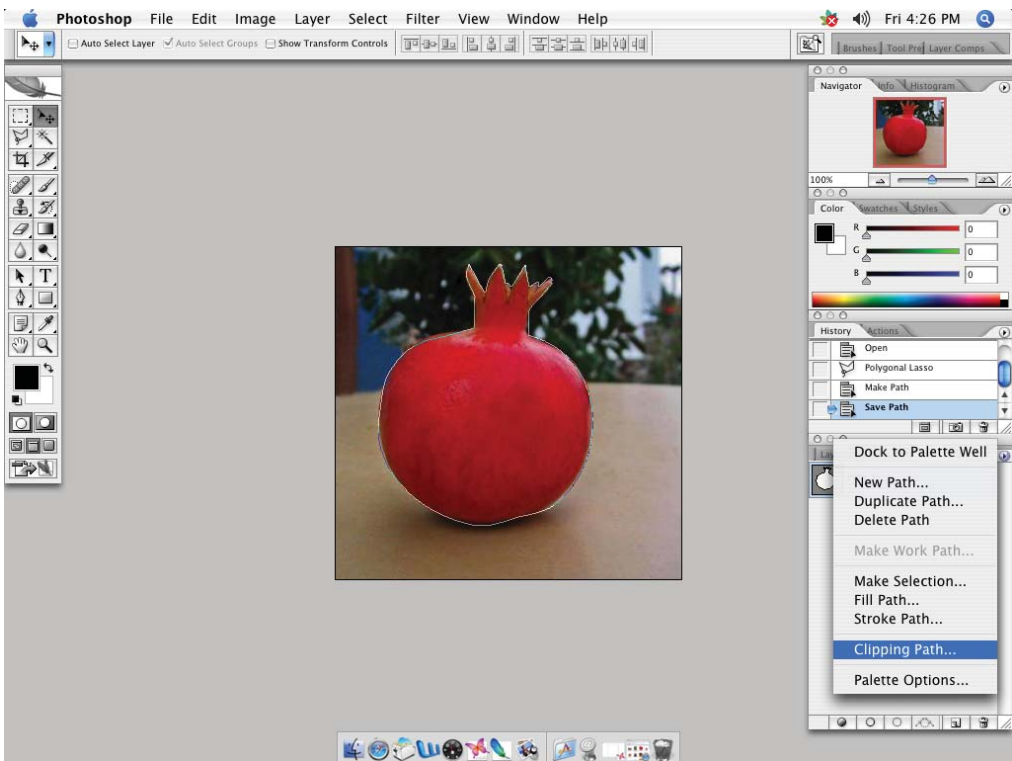 Photoshop File Edit Image Layer Select Filter View Window Help Fri 4:26 PM
Auto Select Layer Auto Select Groups Show Transform Controls
Brushes Tool Pre Layer Comps
Navigator Info Histogram
100%
Color Swatches Styles
R 0
G 0
B 0
History Actions
Open
Polygonal Lasso
Make Path
Save Path
Dock to Palette Well
New Path...
Duplicate Path...
Delete Path
Make Work Path...
Make Selection...
Fill Path...
Stroke Path...
Clipping Path...
Palette Options...